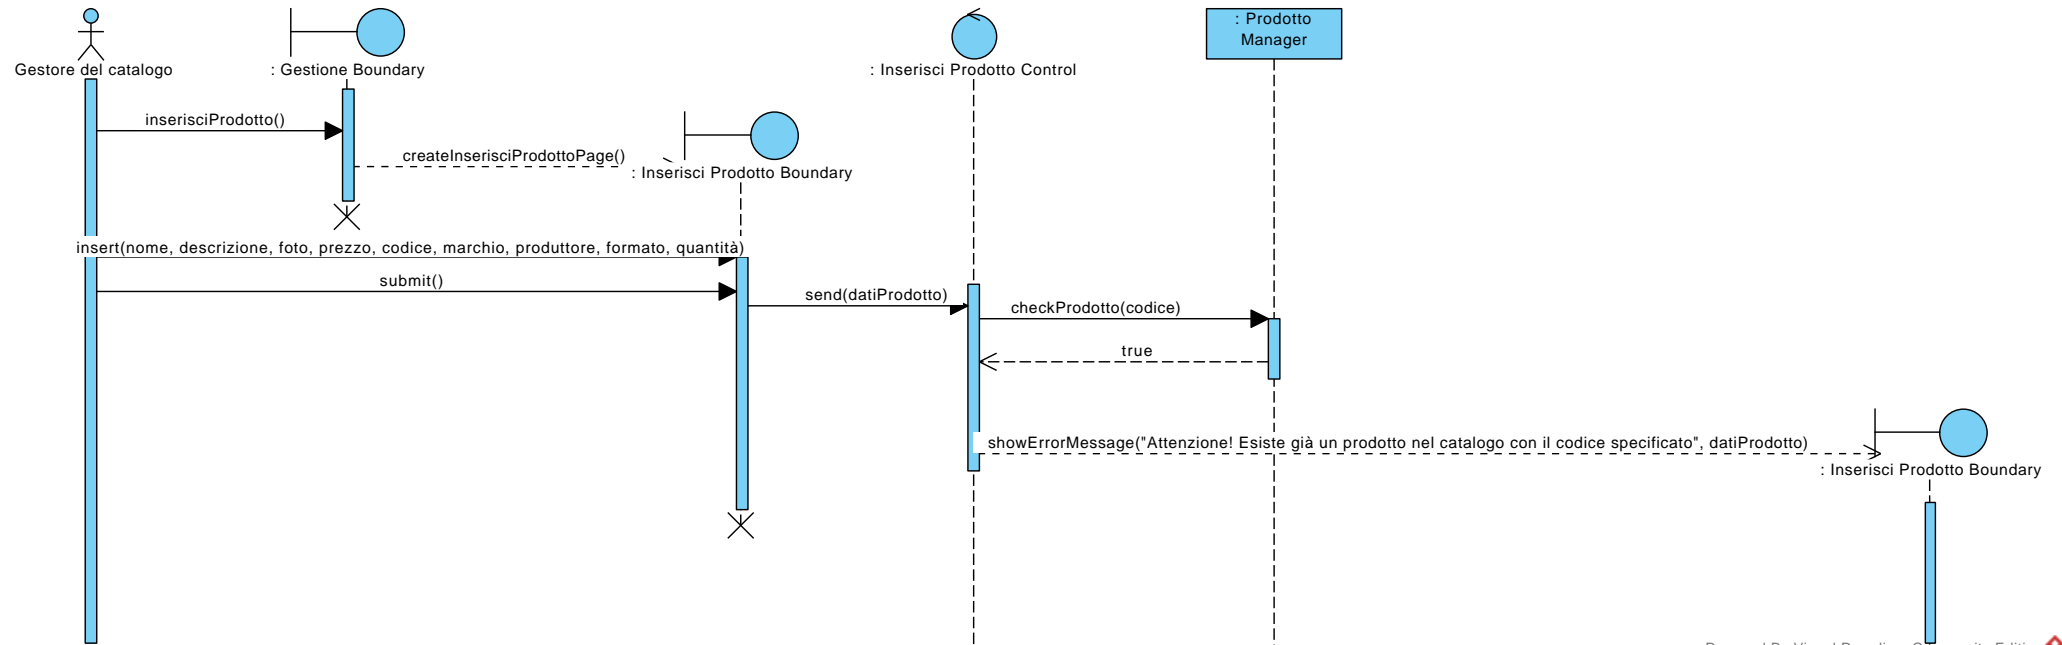 : Prodotto
Manager
Gestore del catalogo
: Gestione Boundary
: Inserisci Prodotto Control
inserisciProdotto()
createInserisciProdottoPage()
: Inserisci Prodotto Boundary
insert(nome, descrizione, foto, prezzo, codice, marchio, produttore, formato, quantità)
submit()
send(datiProdotto)
checkProdotto(codice)
true
showErrorMessage("Attenzione! Esiste già un prodotto nel catalogo con il codice specificato", datiProdotto)
: Inserisci Prodotto Boundary